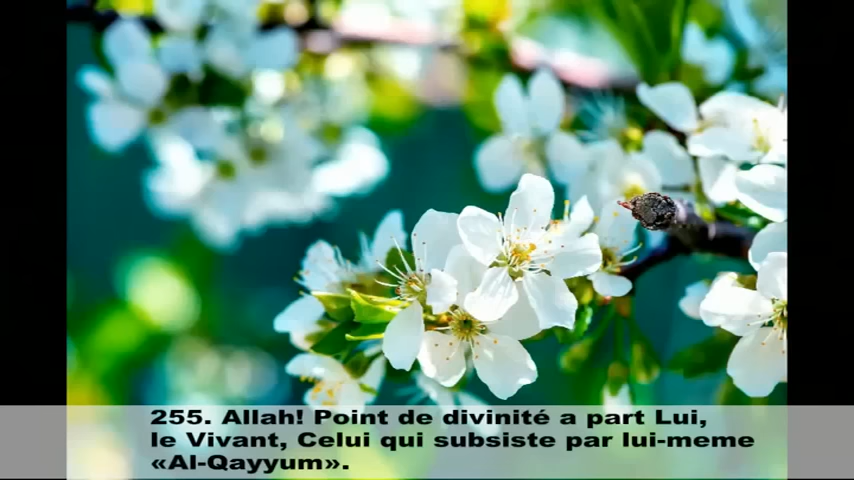 255. Allah! Point de divinité a part Lui,
le Vivant, Celui qui subsiste par lui-meme
«Al-Qayyum».